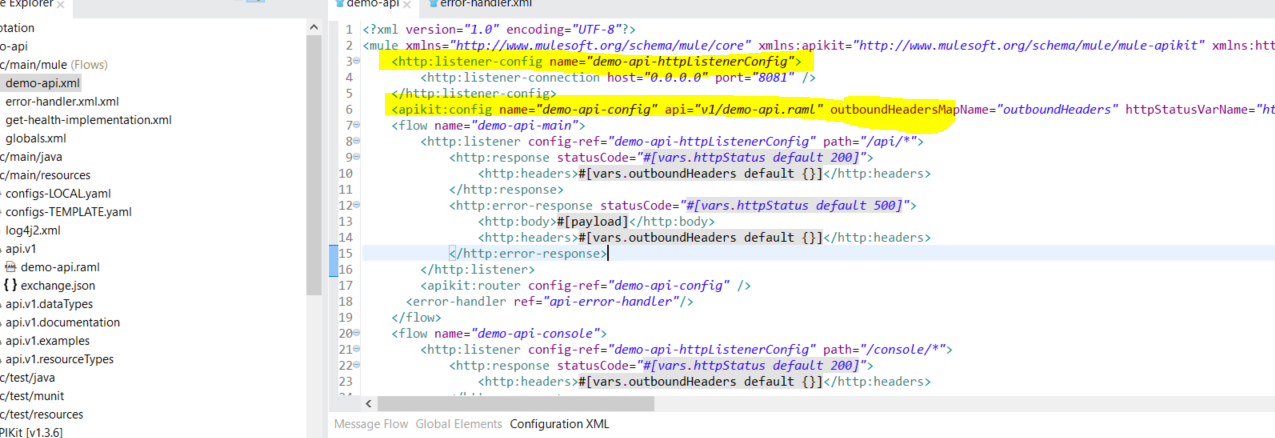 Explorer
demo-api
error-handler.xml
demo-api.xml
error-handler.xml.xml
get-health-implementation.xml
globals.xml
c/main/mule (Flows)
c/main/java
c/main/resources
configs-LOCAL.yaml
configs-TEMPLATE.yaml
log4j2.xml
api.v1
demo-api.raml
{ } exchange.json
api.v1.dataTypes
api.v1.documentation
api.v1.examples
api.v1.resourceTypes
c/test/java
c/test/munit
c/test/resources
PIKit [v1.3.6]
1 <?xml version="1.0" encoding="UTF-8"?>
2 <mule xmlns="http://www.mulesoft.org/schema/mule/core" xmlns:apikit="http://www.mulesoft.org/schema/mule/mule-apikit" xmlns:htt
3 <http:listener-config name="demo-api-httpListenerConfig">
4 <http:listener-connection host="0.0.0.0" port="8081" />
5 </http:listener-config>
6 <apikit:config name="demo-api-config" api="v1/demo-api.raml" outboundHeadersMapName="outboundHeaders" httpStatusVarName="ht
7 <flow name="demo-api-main">
8 <http:listener config-ref="demo-api-httpListenerConfig" path="/api/*">
9 <http:response statusCode="#[vars.httpStatus default 200]">
10 <http:headers>#[vars.outboundHeaders default {}]</http:headers>
11 </http:response>
12 <http:error-response statusCode="#[vars.httpStatus default 500]">
13 <http:body>#[payload]</http:body>
14 <http:headers>#[vars.outboundHeaders default {}]</http:headers>
15 </http:error-response>
16 </http:listener>
17 <apikit:router config-ref="demo-api-config" />
18 <error-handler ref="api-error-handler"/>
19 </flow>
20 <flow name="demo-api-console">
21 <http:listener config-ref="demo-api-httpListenerConfig" path="/console/*">
22 <http:response statusCode="#[vars.httpStatus default 200]">
23 <http:headers>#[vars.outboundHeaders default {}]</http:headers>
Message Flow Global Elements Configuration XML